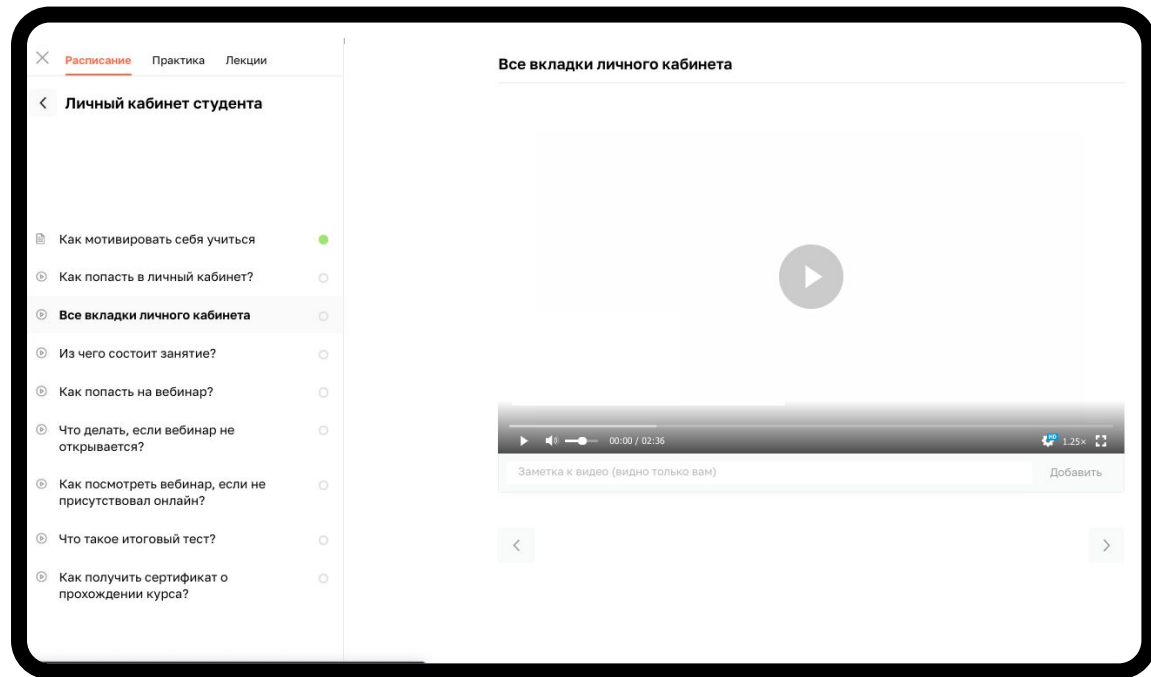 Расписание Практика Лекции
Личный кабинет студента
Как мотивировать себя учиться
Как попасть в личный кабинет?
Все вкладки личного кабинета
Из чего состоит занятие?
Как попасть на вебинар?
Что делать, если вебинар не
открывается?
Как посмотреть вебинар, если не
присутствовал онлайн?
Что такое итоговый тест?
Как получить сертификат о
прохождении курса?
Все вкладки личного кабинета
00:00 / 02:36
HD
1.25×
Заметка к видео (видно только вам)
Добавить